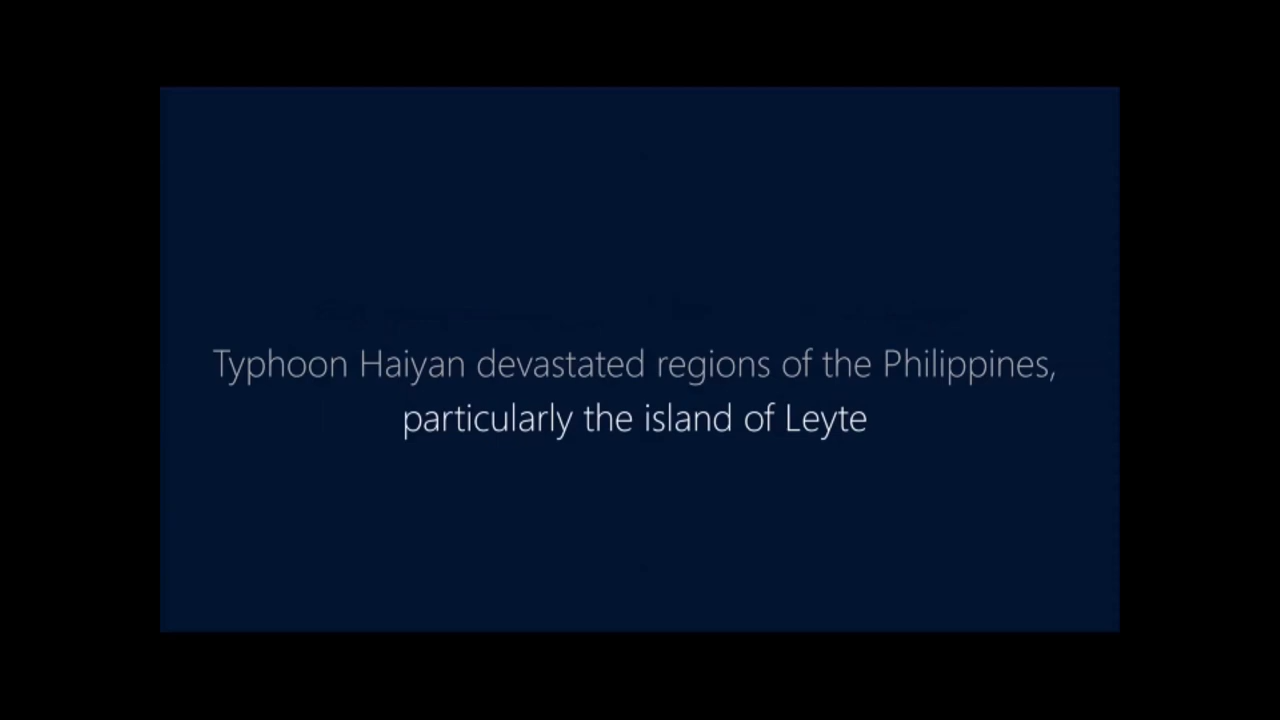 Typhoon Haiyan devastated regions of the Philippines,
particularly the island of Leyte